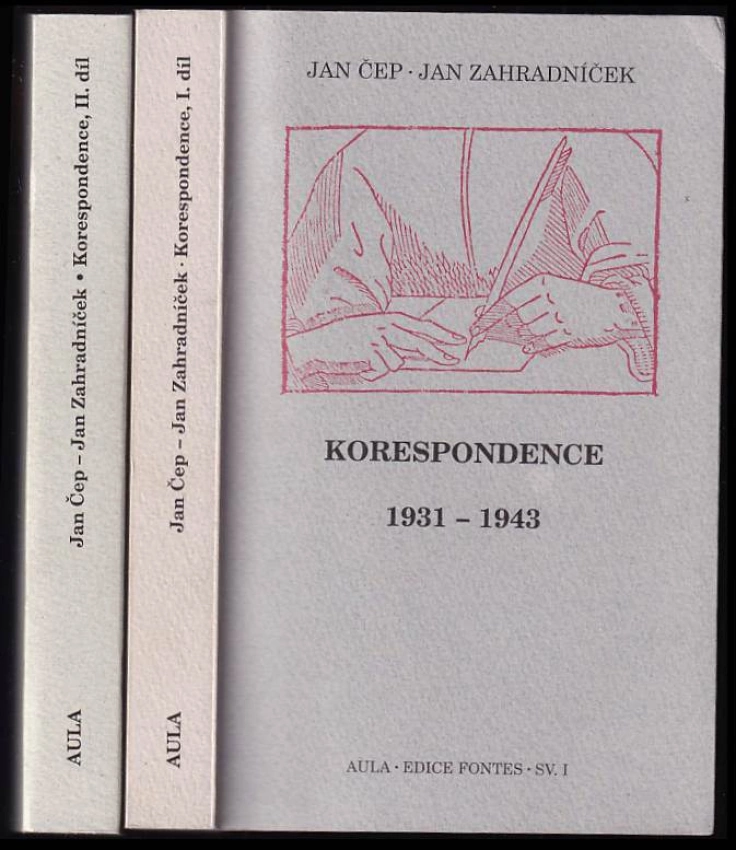 Jan Čep – Jan Zahradníček • Korespondence, II. díl
AULA
Jan Čep – Jan Zahradníček · Korespondence, I. díl
AULA
JAN ČEP · JAN ZAHRADNÍČEK
KORESPONDENCE
1931 – 1943
AULA · EDICE FONTES · SV. I